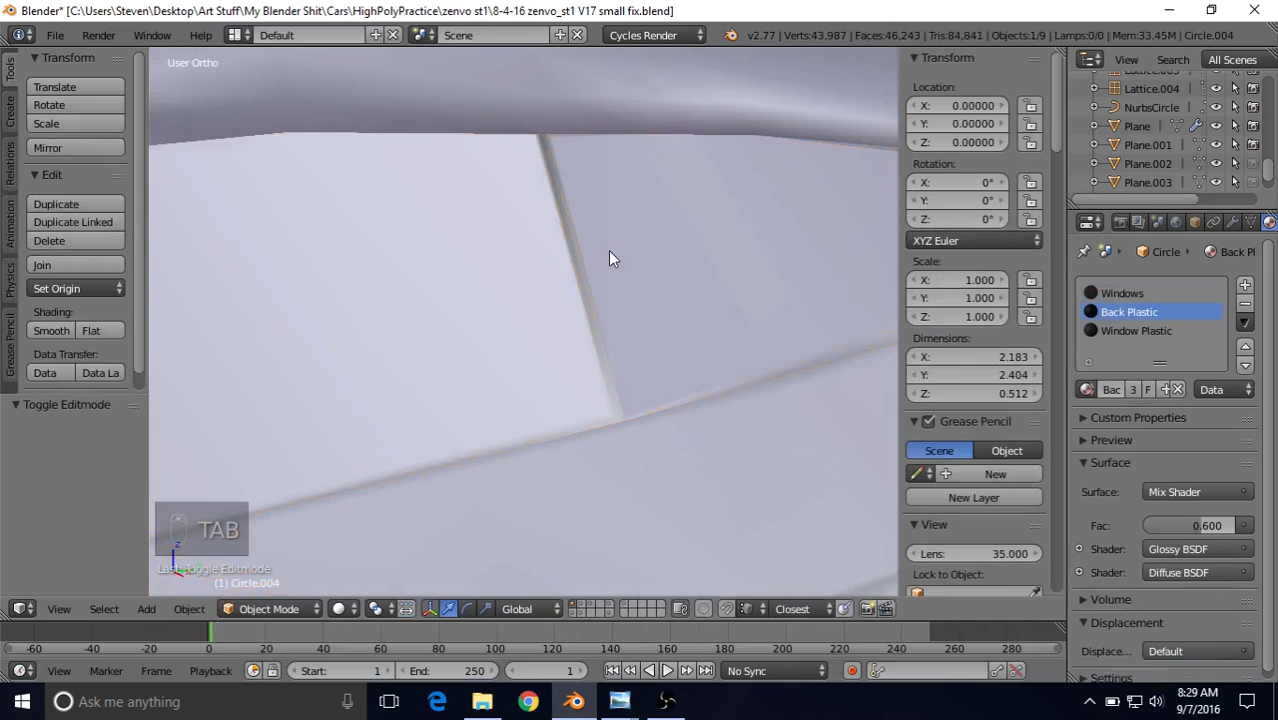 Blender* [C:\Users\Steven\Desktop\Art Stuff\My Blender Shit\Cars\HighPolyPractice\zenvo st1\8-4-16 zenvo_st1 V17 small fix.blend]
File Render Window Help Default Scene Cycles Render v2.77 | Verts:43,987 | Faces:46,243 | Tris:84,841 | Objects:1/9 | Lamps:0/0 | Mem:33.45M | Circle.004
Tools
Create
Relations
Animation
Physics
Grease Pencil
Transform
Translate
Rotate
Scale
Mirror
Edit
Duplicate
Duplicate Linked
Delete
Join
Set Origin
Shading:
Smooth Flat
Data Transfer:
Data Data La
Toggle Editmode
User Ortho
TAB
Last: Toggle Editmode
z
(1) Circle.004
Transform
Location:
X: 0.00000
Y: 0.00000
Z: 0.00000
Rotation:
X: 0°
Y: 0°
Z: 0°
XYZ Euler
Scale:
X: 1.000
Y: 1.000
Z: 1.000
Dimensions:
X: 2.183
Y: 2.404
Z: 0.512
Grease Pencil
Scene Object
New
New Layer
View
Lens: 35.000
Lock to Object:
View Search All Scenes
Lattice.004
NurbsCircle
Plane
Plane.001
Plane.002
Plane.003
Circle Back Pl
Windows
Back Plastic
Window Plastic
Bac 3 F Data
Custom Properties
Preview
Surface
Surface: Mix Shader
Fac: 0.600
Shader: Glossy BSDF
Shader: Diffuse BSDF
Volume
Displacement
Displace... Default
Settings
View Select Add Object Object Mode Global Closest
-60 -40 -20 0 20 40 60 80 100 120 140 160 180 200 220 240 260 280
View Marker Frame Playback Start: 1 End: 250 1 No Sync
Ask me anything
8:29 AM
9/7/2016